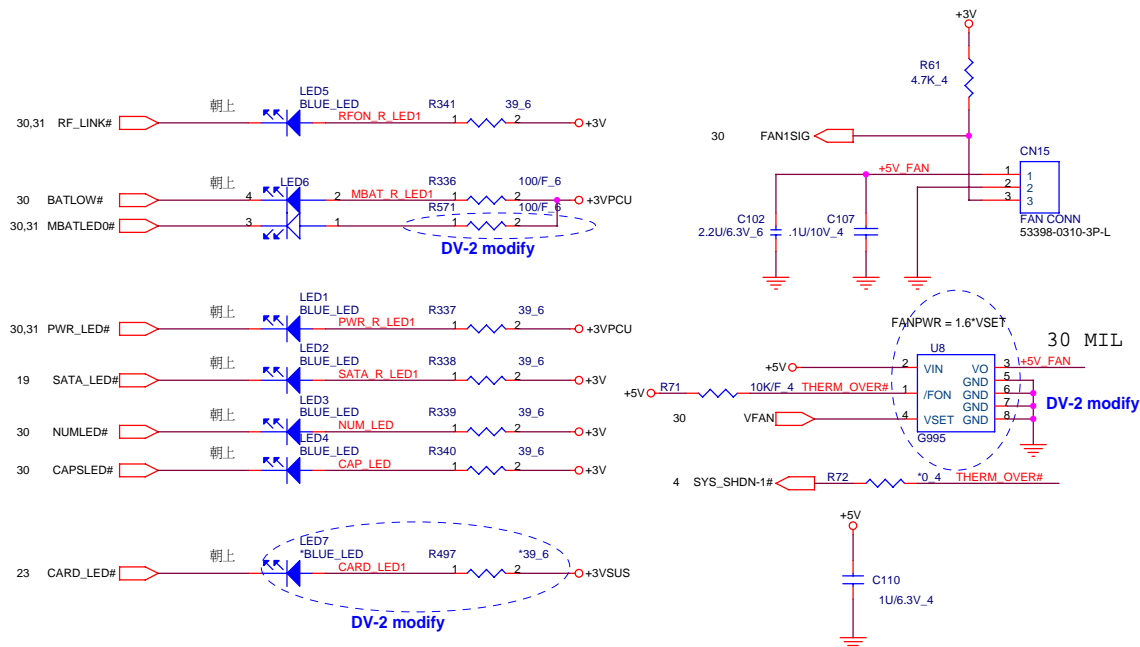 朝上
LED5
BLUE_LED
30,31 RF_LINK#
RFON_R_LED1
R341
39_6
1
2
+3V
朝上
LED6
30 BATLOW#
4
2
MBAT_R_LED1
R336
100/F_6
1
2
+3VPCU
30,31 MBATLED0#
3
1
R571
100/F_6
1
2
DV-2 modify
朝上
LED1
BLUE_LED
30,31 PWR_LED#
PWR_R_LED1
R337
39_6
1
2
+3VPCU
朝上
LED2
BLUE_LED
19 SATA_LED#
SATA_R_LED1
R338
39_6
1
2
+3V
朝上
LED3
BLUE_LED
30 NUMLED#
NUM_LED
R339
39_6
1
2
+3V
朝上
LED4
BLUE_LED
30 CAPSLED#
CAP_LED
R340
39_6
1
2
+3V
朝上
LED7
*BLUE_LED
23 CARD_LED#
CARD_LED1
R497
*39_6
1
2
+3VSUS
DV-2 modify
+3V
R61
4.7K_4
30 FAN1SIG
CN15
+5V_FAN
1
2
3
1
2
3
FAN CONN
53398-0310-3P-L
C102
2.2U/6.3V_6
C107
.1U/10V_4
FANPWR = 1.6*VSET
30 MIL
U8
+5V
2
VIN
VO
3
+5V_FAN
GND
5
+5V
R71
10K/F_4
THERM_OVER#
1
/FON
GND
6
GND
7
DV-2 modify
30 VFAN
4
VSET
GND
8
G995
4 SYS_SHDN-1#
R72
*0_4
THERM_OVER#
+5V
C110
1U/6.3V_4